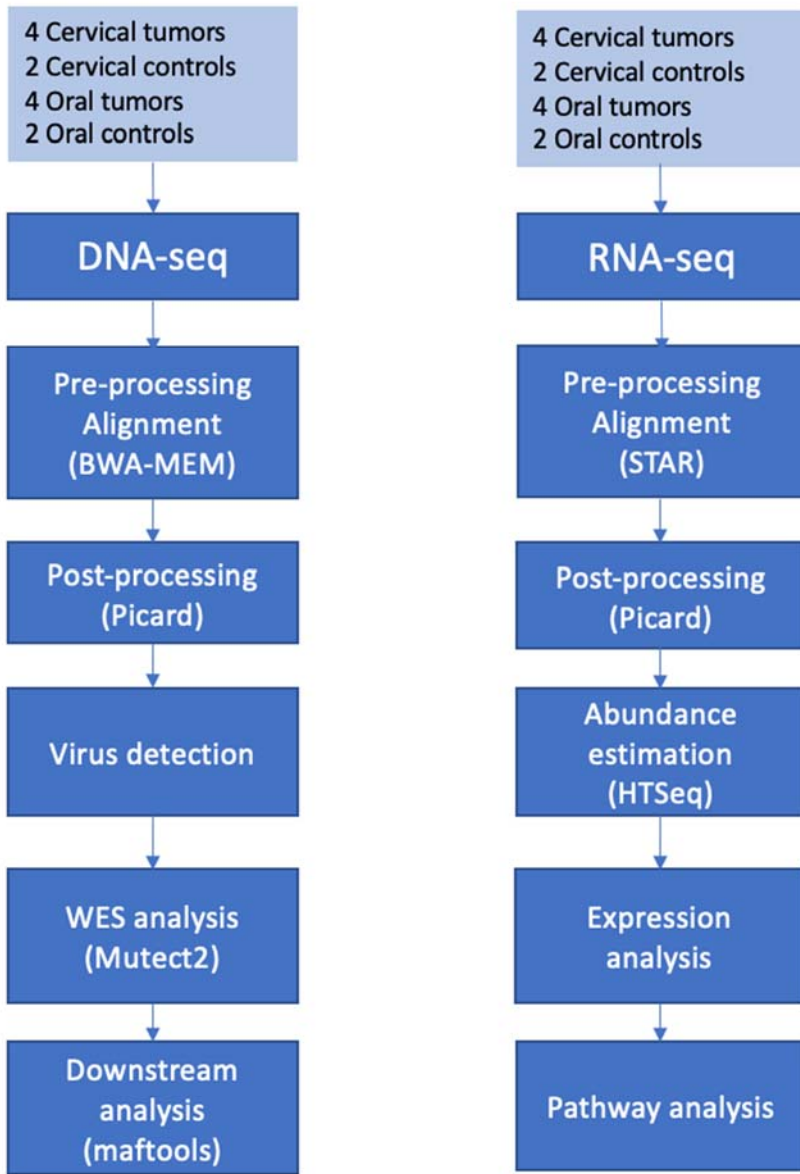 4 Cervical tumors
2 Cervical controls
4 Oral tumors
2 Oral controls
DNA-seq
Pre-processing
Alignment
(BWA-MEM)
Post-processing
(Picard)
Virus detection
WES analysis
(Mutect2)
Downstream
analysis
(maftools)
4 Cervical tumors
2 Cervical controls
4 Oral tumors
2 Oral controls
RNA-seq
Pre-processing
Alignment
(STAR)
Post-processing
(Picard)
Abundance
estimation
(HTSeq)
Expression
analysis
Pathway analysis